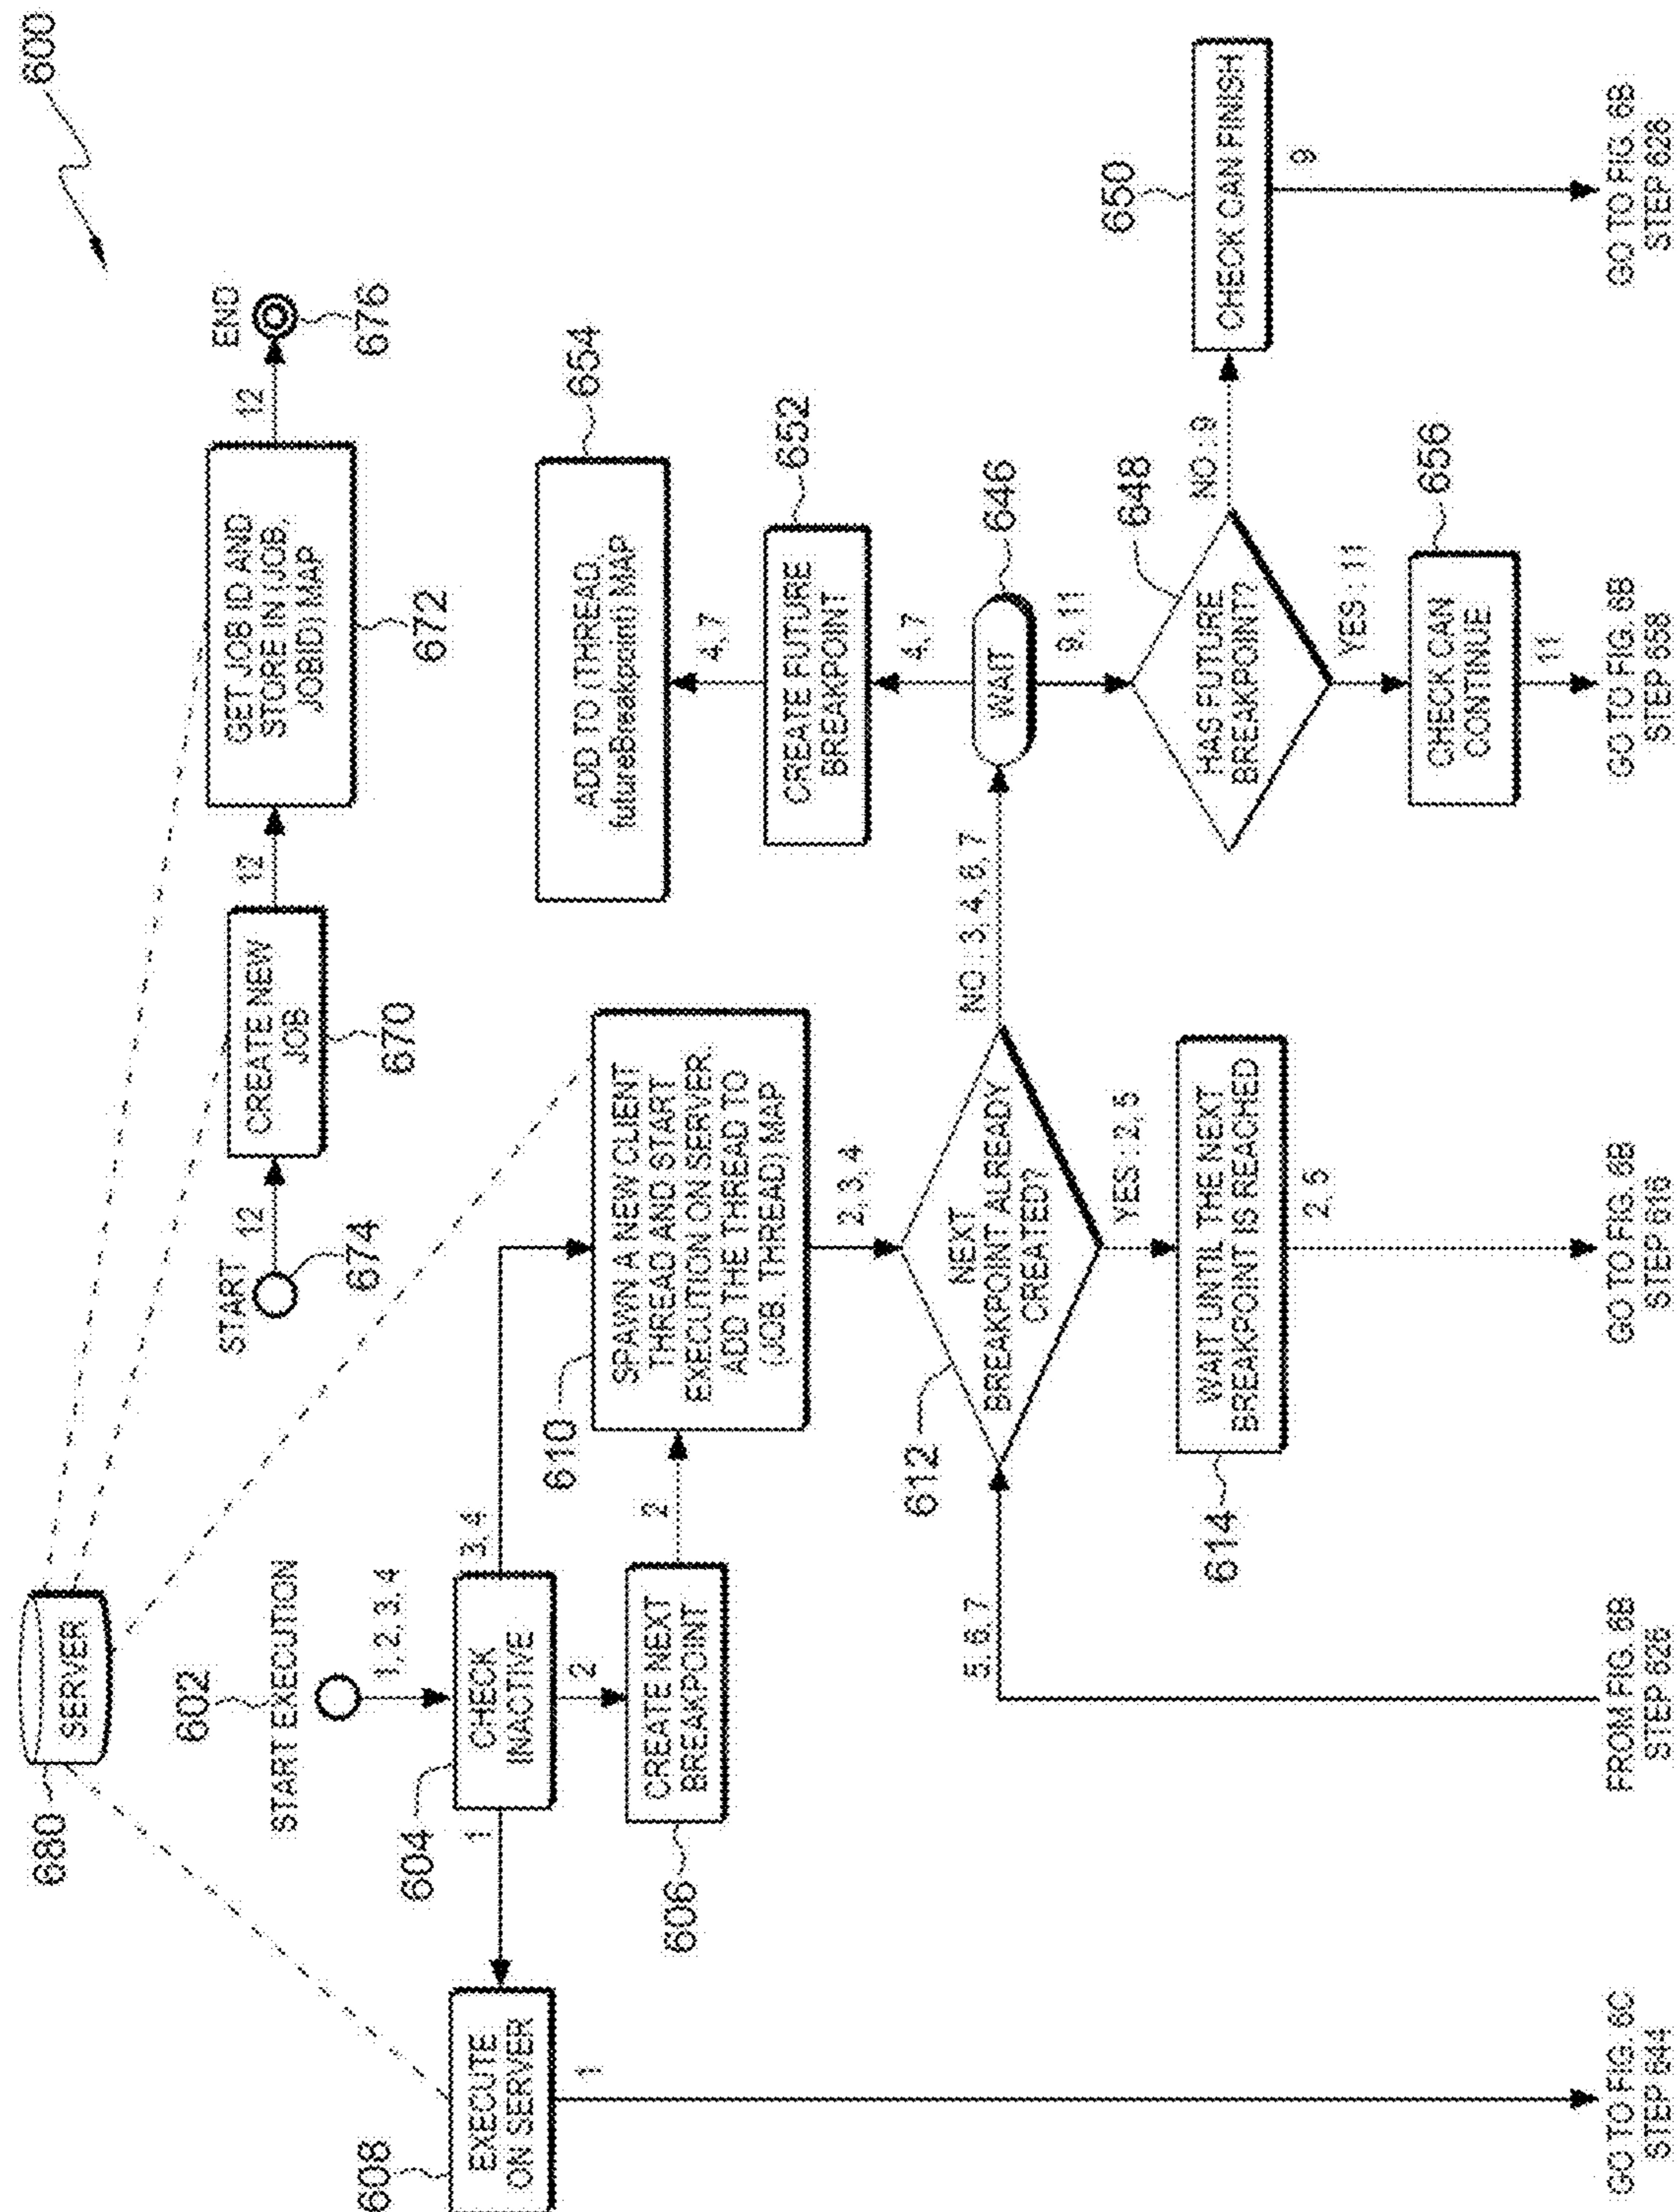 600
680
SERVER
START
674
12
CREATE NEW
JOB
670
12
GET JOB ID AND
STORE IN (JOB,
JOBID) MAP
672
12
END
676
602
START EXECUTION
1, 2, 3, 4
604
CHECK
INACTIVE
1
3, 4
2
608
EXECUTE
ON SERVER
1
606
CREATE NEXT
BREAKPOINT
2
610
SPAWN A NEW CLIENT
THREAD AND START
EXECUTION ON SERVER.
ADD THE THREAD TO
(JOB, THREAD) MAP
2, 3, 4
654
ADD TO (THREAD,
futureBreakpoint) MAP
4, 7
652
CREATE FUTURE
BREAKPOINT
4, 7
5, 6, 7
612
NEXT
BREAKPOINT ALREADY
CREATED?
NO : 3, 4, 6, 7
YES : 2, 5
646
WAIT
9, 11
614
WAIT UNTIL THE NEXT
BREAKPOINT IS REACHED
2, 5
648
HAS FUTURE
BREAKPOINT?
NO : 9
YES : 11
650
CHECK CAN FINISH
9
656
CHECK CAN
CONTINUE
11
GO TO FIG. 6C
STEP 644
FROM FIG. 6B
STEP 626
GO TO FIG. 6B
STEP 616
GO TO FIG. 6B
STEP 658
GO TO FIG. 6B
STEP 628